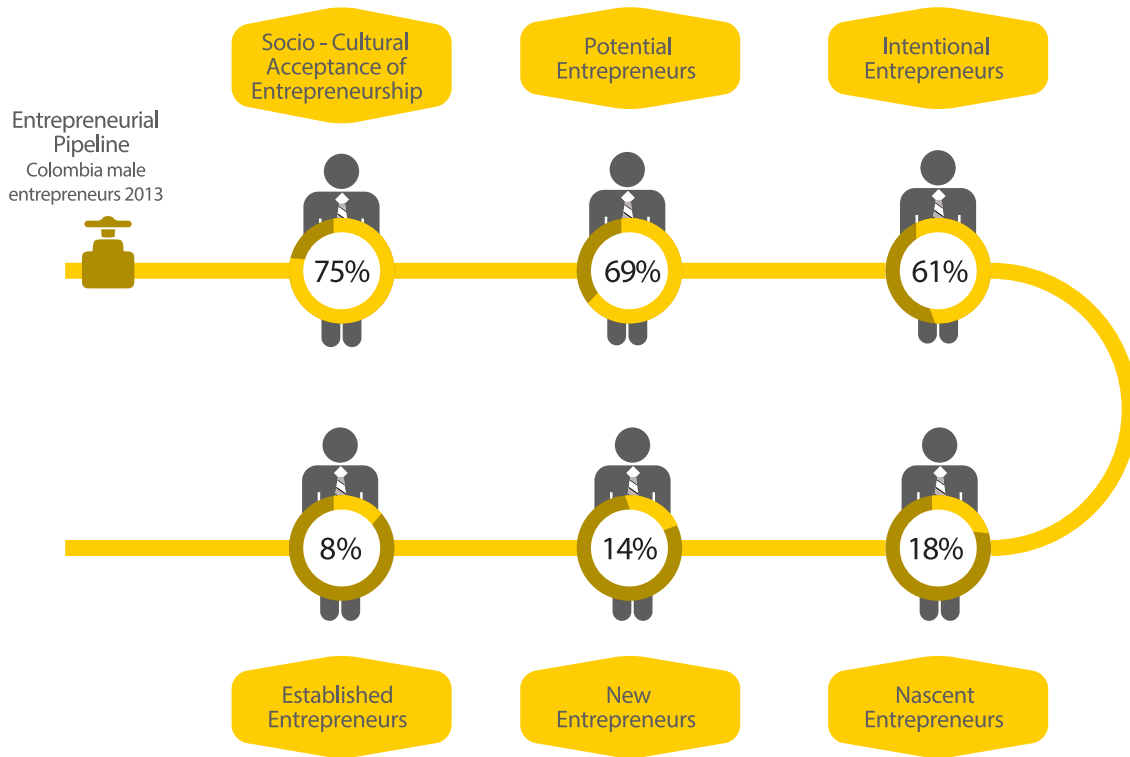 Entrepreneurial
Pipeline
Colombia male
entrepreneurs 2013
Socio - Cultural
Acceptance of
Entrepreneurship
Potential
Entrepreneurs
Intentional
Entrepreneurs
75%
69%
61%
8%
14%
18%
Established
Entrepreneurs
New
Entrepreneurs
Nascent
Entrepreneurs